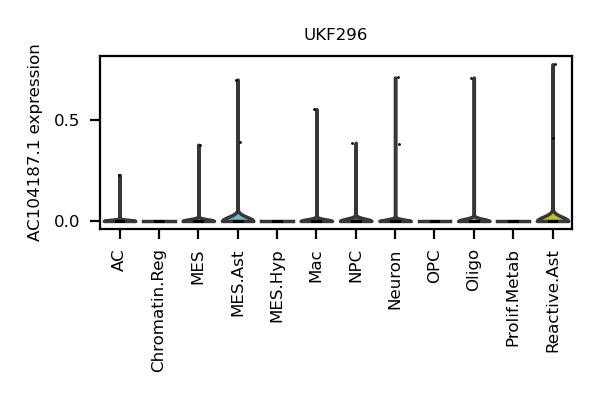 UKF296
AC104187.1 expression
0.5
0.0
AC
Chromatin.Reg
MES
MES.Ast
MES.Hyp
Mac
NPC
Neuron
OPC
Oligo
Prolif.Metab
Reactive.Ast